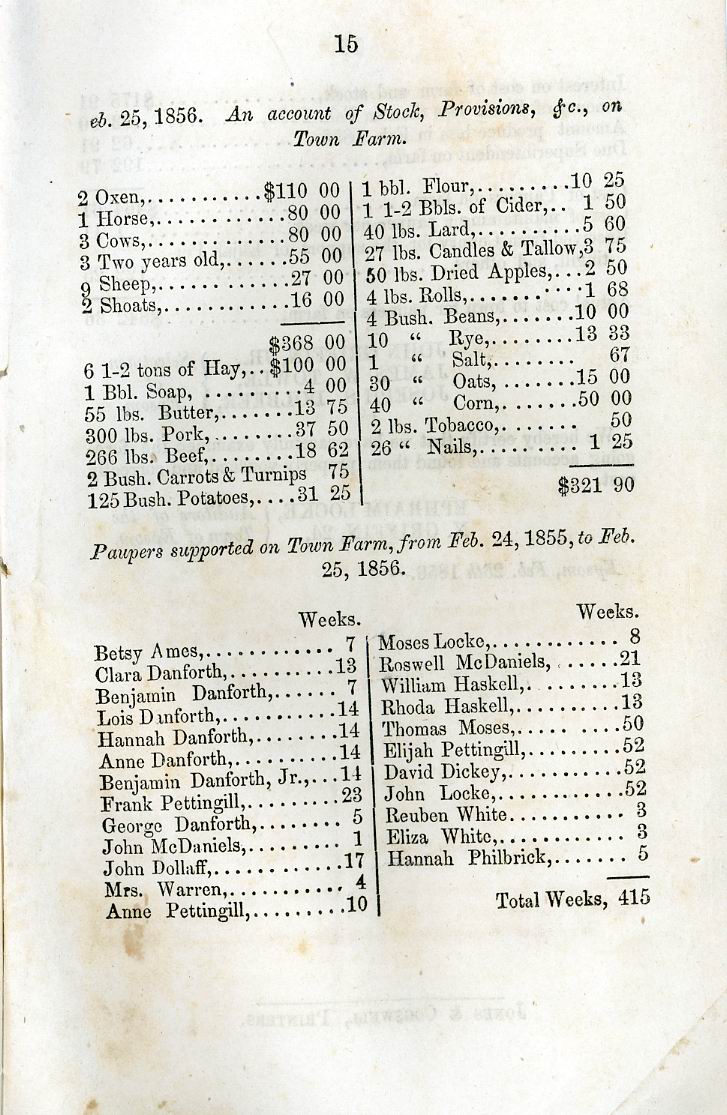 15
eb. 25, 1856. An account of Stock, Provisions, &c., on
Town Farm.
2 Oxen,...........$110 00
1 Horse,............80 00
3 Cows,.............80 00
3 Two years old,......55 00
9 Sheep,.............27 00
2 Shoats,............16 00
$368 00
6 1-2 tons of Hay,..$100 00
1 Bbl. Soap, .........4 00
55 lbs. Butter,.......13 75
300 lbs. Pork,........37 50
266 lbs. Beef,........18 62
2 Bush. Carrots & Turnips 75
125 Bush. Potatoes,....31 25
1 bbl. Flour,.........10 25
1 1-2 Bbls. of Cider,.. 1 50
40 lbs. Lard,..........5 60
27 lbs. Candles & Tallow,3 75
50 lbs. Dried Apples,...2 50
4 lbs. Rolls,...........1 68
4 Bush. Beans,.......10 00
10 “ Rye,........13 33
1 “ Salt,........ 67
30 “ Oats, .......15 00
40 “ Corn,.......50 00
2 lbs. Tobacco,....... 50
26 “ Nails,.......... 1 25
$321 90
Paupers supported on Town Farm, from Feb. 24, 1855, to Feb.
25, 1856.
Weeks.
Betsy Ames,............ 7
Clara Danforth,..........13
Benjamin Danforth,...... 7
Lois Danforth,...........14
Hannah Danforth,........14
Anne Danforth,..........14
Benjamin Danforth, Jr.,...14
Frank Pettingill,.........23
George Danforth,........ 5
John McDaniels,......... 1
John Dollaff,............17
Mrs. Warren,........... 4
Anne Pettingill,.........10
Weeks.
Moses Locke,............ 8
Roswell McDaniels, ......21
William Haskell,.........13
Rhoda Haskell,..........13
Thomas Moses,..........50
Elijah Pettingill,.........52
David Dickey,...........52
John Locke,............52
Reuben White........... 3
Eliza White,............ 3
Hannah Philbrick,....... 5
Total Weeks, 415